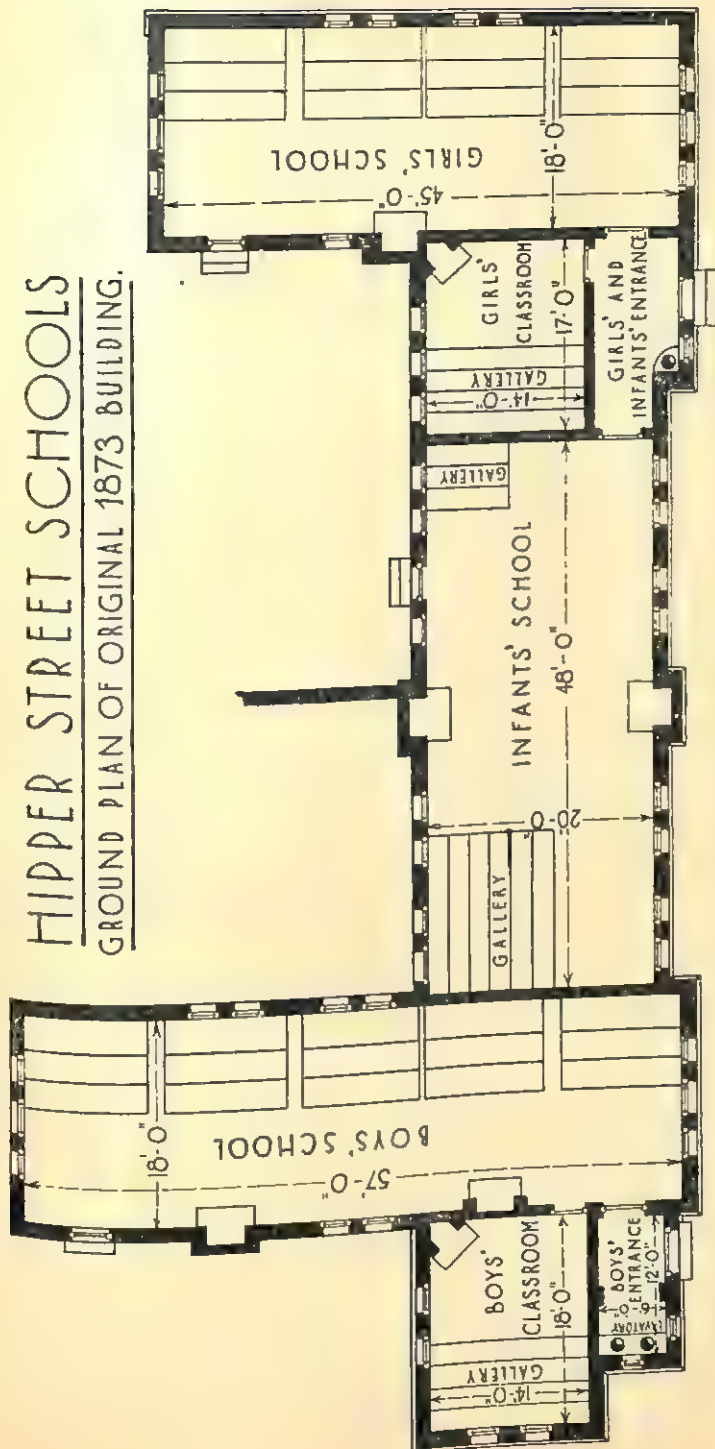 HIPPER STREET SCHOOLS
GROUND PLAN OF ORIGINAL 1873 BUILDING.
BOYS' SCHOOL
57'-0"
18'-0"
BOYS'
CLASSROOM
18'-0"
GALLERY
14'-0"
BOYS'
ENTRANCE
12'-0"
6'-0"
LAVATORY
INFANTS' SCHOOL
48'-0"
20'-0"
GALLERY
GALLERY
GIRLS'
CLASSROOM
17'-0"
GALLERY
14'-0"
GIRLS' AND
INFANTS' ENTRANCE
GIRLS' SCHOOL
45'-0"
18'-0"